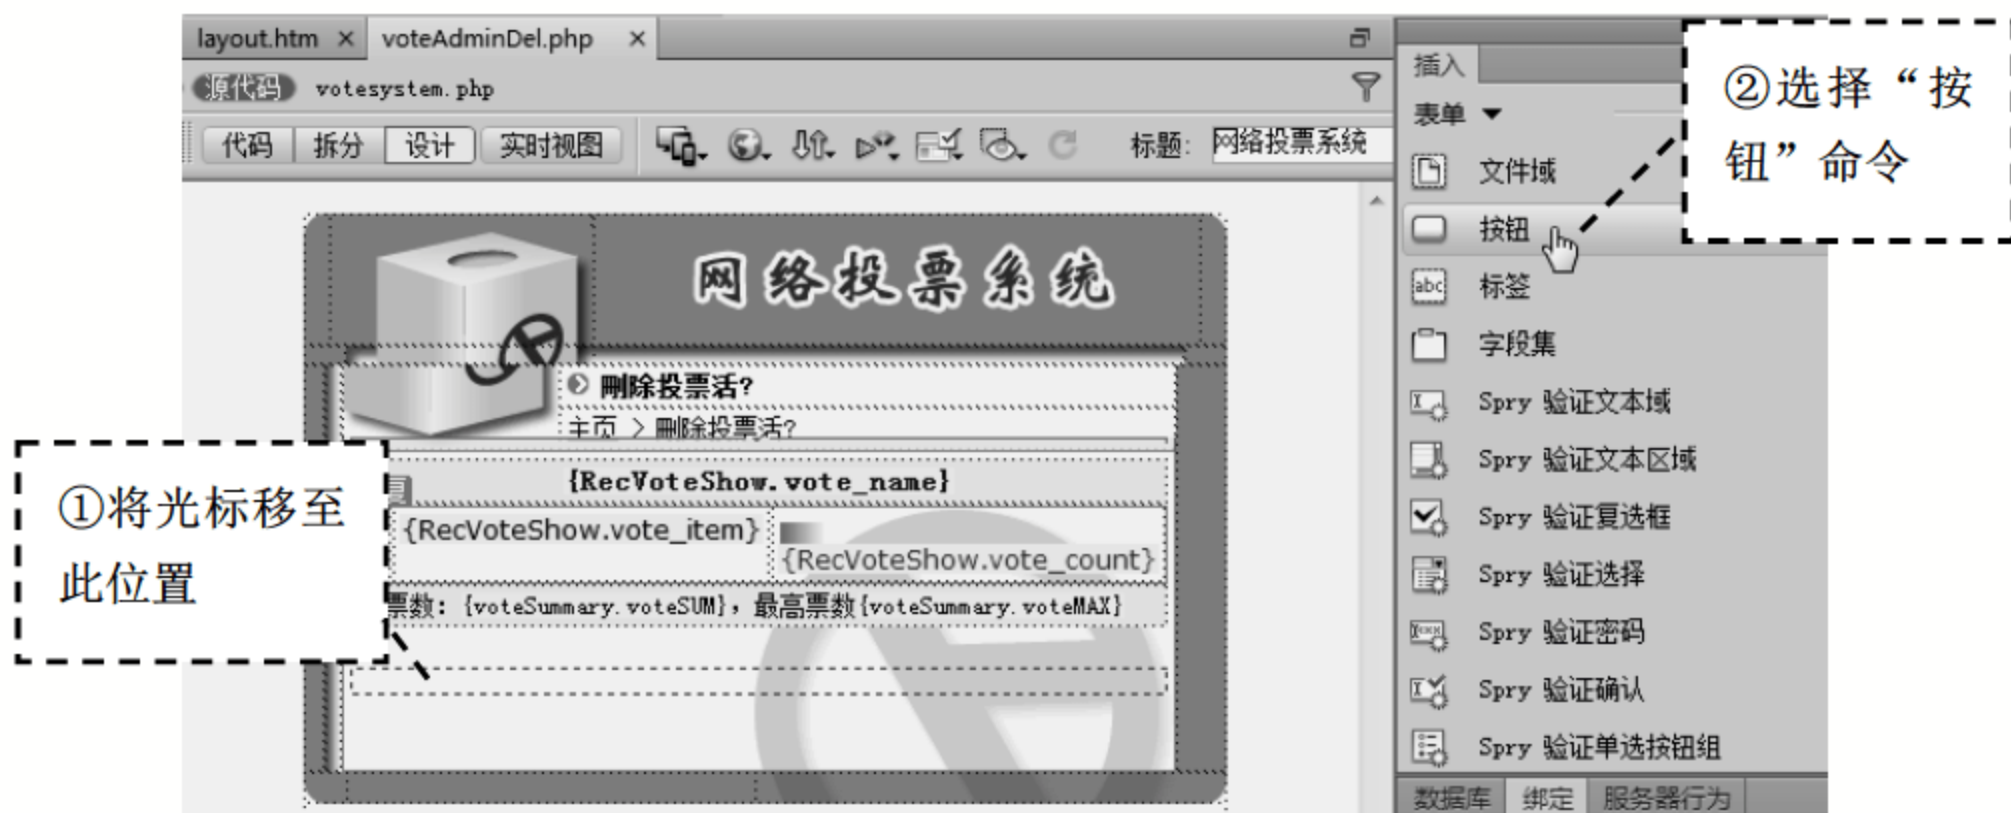 layout.htm ×
voteAdminDel.php ×
源代码 votesystem.php
代码 拆分 设计 实时视图
标题: 网络投票系统
网络投票系统
刪除投票活?
主页 > 刪除投票活?
{RecVoteShow.vote_name}
{RecVoteShow.vote_item}
{RecVoteShow.vote_count}
票数: {voteSummary.voteSUM}，最高票数{voteSummary.voteMAX}
①将光标移至
此位置
插入
表单
文件域
按钮
abc 标签
字段集
Spry 验证文本域
Spry 验证文本区域
Spry 验证复选框
Spry 验证选择
Spry 验证密码
Spry 验证确认
Spry 验证单选按钮组
数据库 绑定 服务器行为
②选择“按
钮”命令